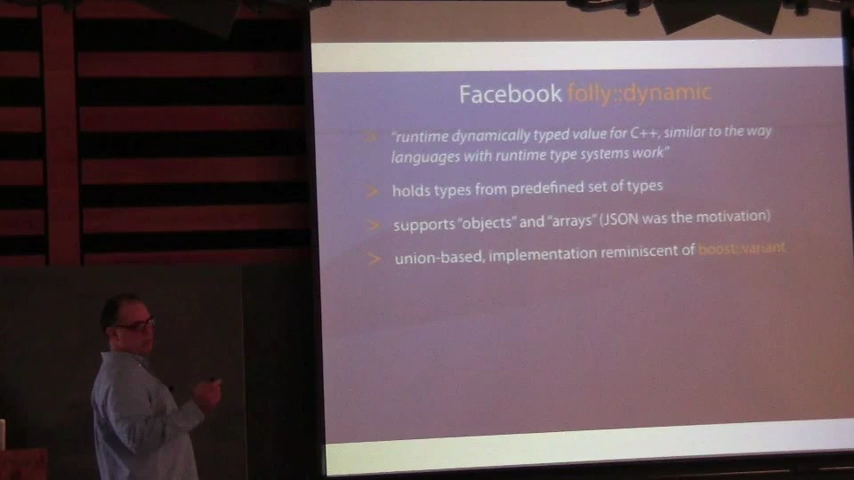 Facebook folly::dynamic
> "runtime dynamically typed value for C++, similar to the way
languages with runtime type systems work"
> holds types from predefined set of types
> supports "objects" and "arrays" (JSON was the motivation)
> union-based, implementation reminiscent of boost::variant